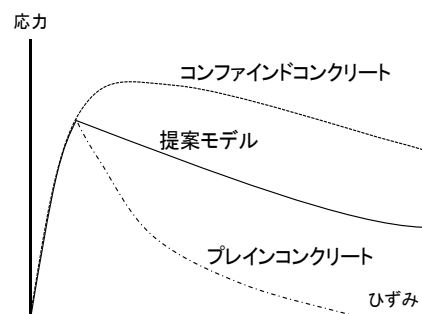 応力
コンファインドコンクリート
提案モデル
プレインコンクリート
ひずみ